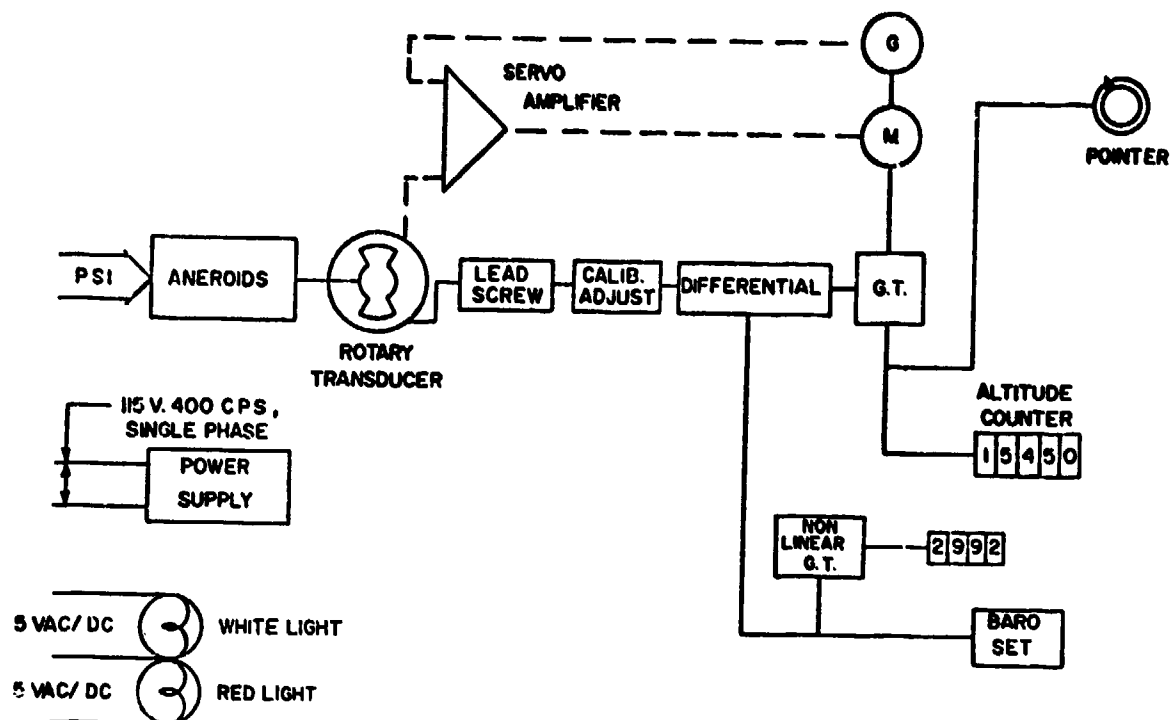 G
SERVO
AMPLIFIER
M
POINTER
PSI
ANEROIDS
LEAD
SCREW
CALIB.
ADJUST
DIFFERENTIAL
G.T.
ROTARY
TRANSDUCER
115 V. 400 CPS,
SINGLE PHASE
POWER
SUPPLY
ALTITUDE
COUNTER
15450
NON
LINEAR
G.T.
2992
BARO
SET
5 VAC/DC
WHITE LIGHT
5 VAC/DC
RED LIGHT